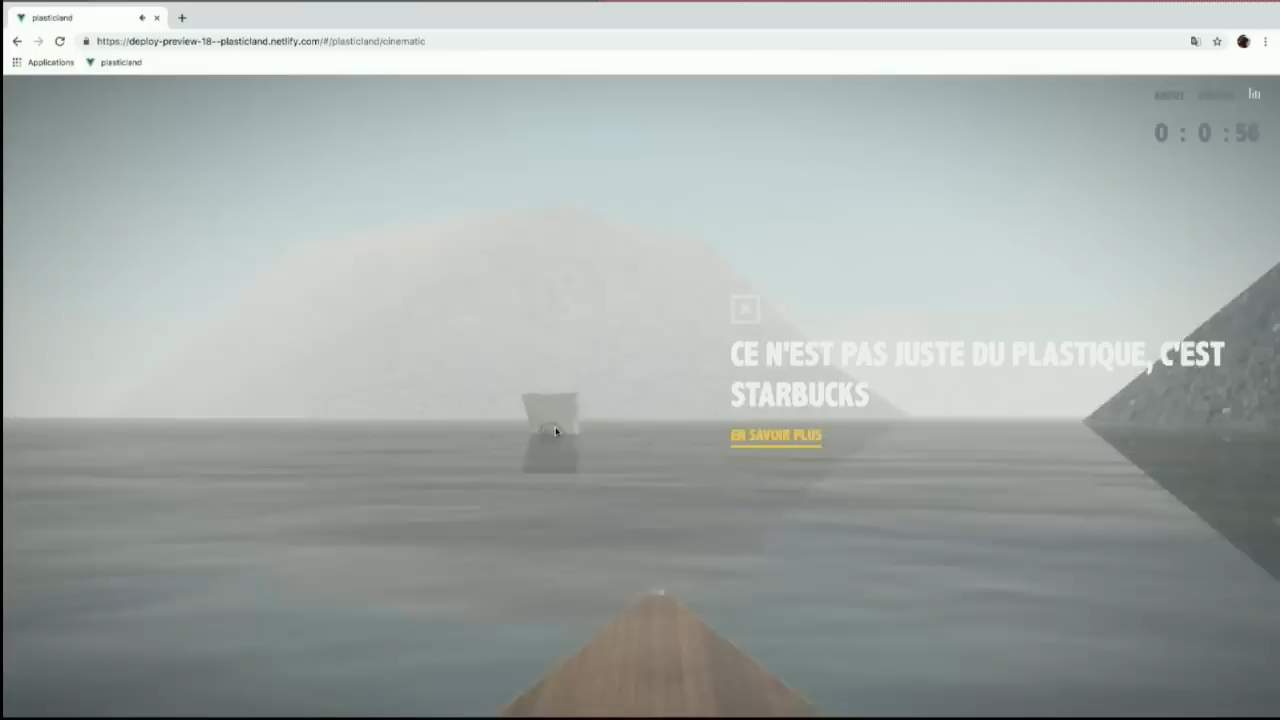 plasticland
https://deploy-preview-18--plasticland.netlify.com/#/plasticland/cinematic
Applications
plasticland
ABOUT
0 : 0 : 56
CE N'EST PAS JUSTE DU PLASTIQUE, C'EST
STARBUCKS
EN SAVOIR PLUS